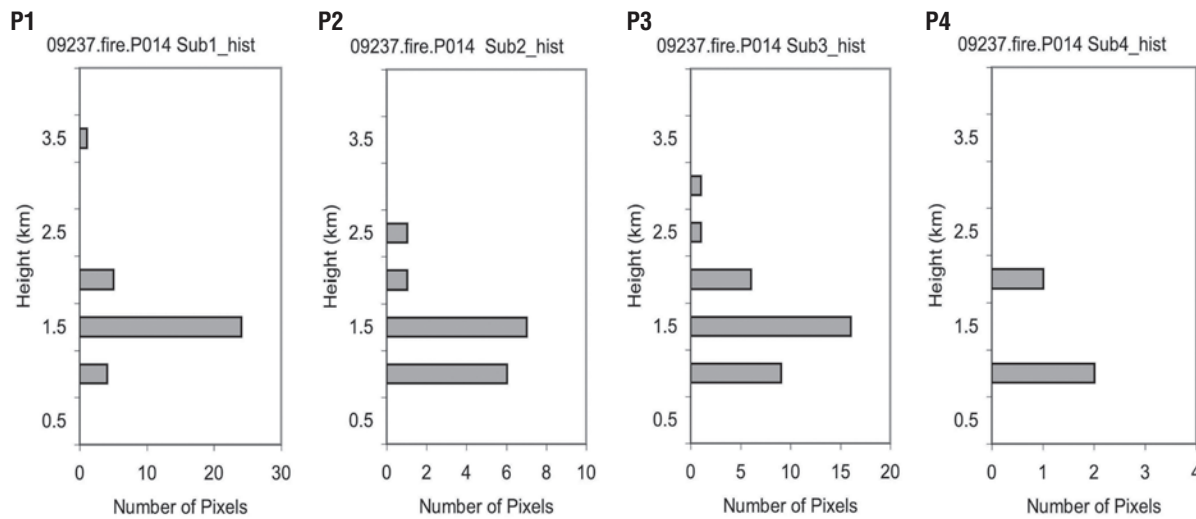 P1
09237.fire.P014 Sub1_hist
Height (km)
3.5
2.5
1.5
0.5
0 10 20 30
Number of Pixels
P2
09237.fire.P014 Sub2_hist
Height (km)
3.5
2.5
1.5
0.5
0 2 4 6 8 10
Number of Pixels
P3
09237.fire.P014 Sub3_hist
Height (km)
3.5
2.5
1.5
0.5
0 5 10 15 20
Number of Pixels
P4
09237.fire.P014 Sub4_hist
Height (km)
3.5
2.5
1.5
0.5
0 1 2 3 4
Number of Pixels